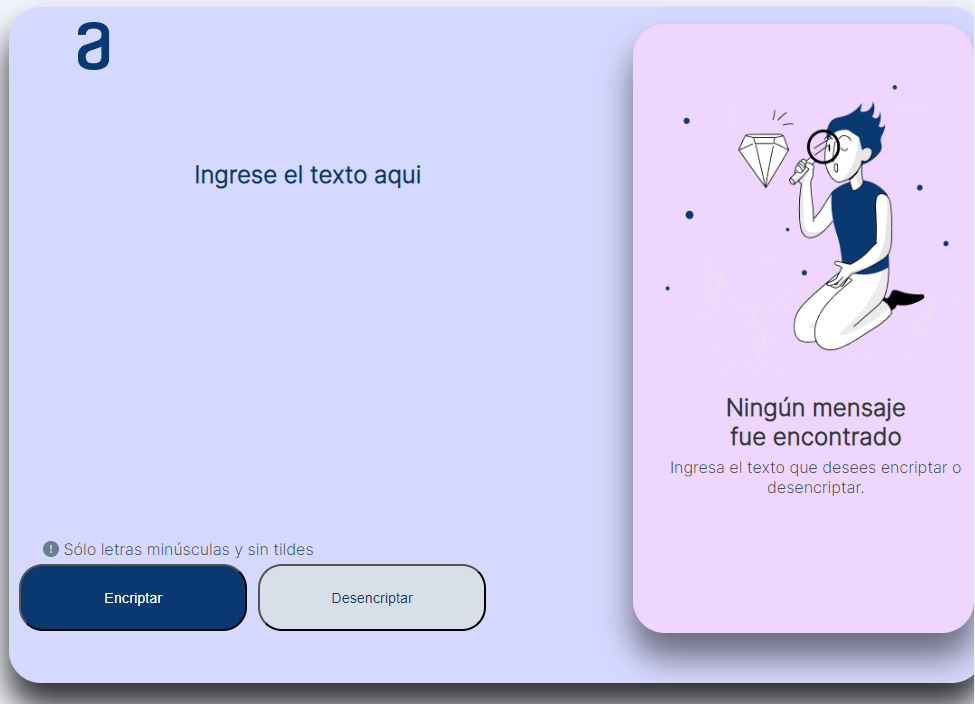 a
Ingrese el texto aqui
Ningún mensaje
fue encontrado
Ingresa el texto que desees encriptar o
desencriptar.
Sólo letras minúsculas y sin tildes
Encriptar
Desencriptar